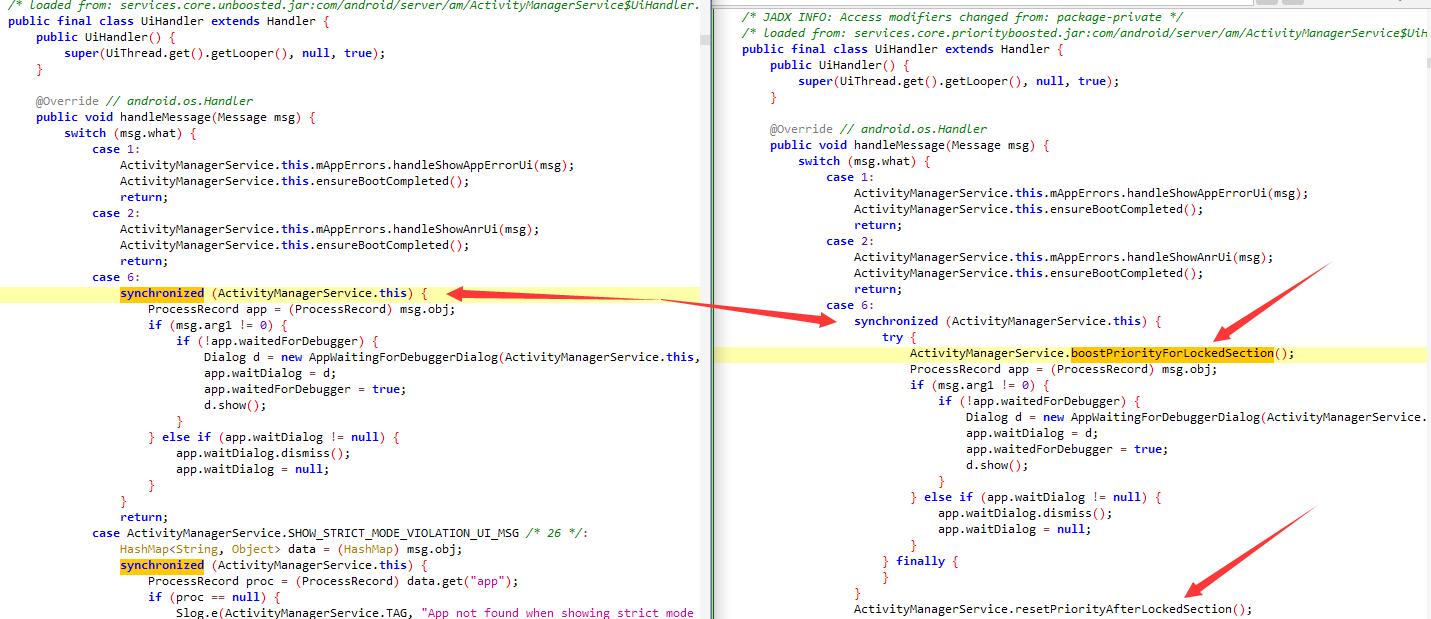 /* loaded from: services.core.unboosted.jar:com/android/server/am/ActivityManagerService$UiHandler.
public final class UiHandler extends Handler {
public UiHandler() {
super(UiThread.get().getLooper(), null, true);
}
@Override // android.os.Handler
public void handleMessage(Message msg) {
switch (msg.what) {
case 1:
ActivityManagerService.this.mAppErrors.handleShowAppErrorUi(msg);
ActivityManagerService.this.ensureBootCompleted();
return;
case 2:
ActivityManagerService.this.mAppErrors.handleShowAnrUi(msg);
ActivityManagerService.this.ensureBootCompleted();
return;
case 6:
synchronized (ActivityManagerService.this) {
ProcessRecord app = (ProcessRecord) msg.obj;
if (msg.arg1 != 0) {
if (!app.waitedForDebugger) {
Dialog d = new AppWaitingForDebuggerDialog(ActivityManagerService.this,
app.waitDialog = d;
app.waitedForDebugger = true;
d.show();
}
} else if (app.waitDialog != null) {
app.waitDialog.dismiss();
app.waitDialog = null;
}
}
return;
case ActivityManagerService.SHOW_STRICT_MODE_VIOLATION_UI_MSG /* 26 */:
HashMap<String, Object> data = (HashMap) msg.obj;
synchronized (ActivityManagerService.this) {
ProcessRecord proc = (ProcessRecord) data.get("app");
if (proc == null) {
Slog.e(ActivityManagerService.TAG, "App not found when showing strict mode
/* JADX INFO: Access modifiers changed from: package-private */
/* loaded from: services.core.priorityboosted.jar:com/android/server/am/ActivityManagerService$UiH
public final class UiHandler extends Handler {
public UiHandler() {
super(UiThread.get().getLooper(), null, true);
}
@Override // android.os.Handler
public void handleMessage(Message msg) {
switch (msg.what) {
case 1:
ActivityManagerService.this.mAppErrors.handleShowAppErrorUi(msg);
ActivityManagerService.this.ensureBootCompleted();
return;
case 2:
ActivityManagerService.this.mAppErrors.handleShowAnrUi(msg);
ActivityManagerService.this.ensureBootCompleted();
return;
case 6:
synchronized (ActivityManagerService.this) {
try {
ActivityManagerService.boostPriorityForLockedSection();
ProcessRecord app = (ProcessRecord) msg.obj;
if (msg.arg1 != 0) {
if (!app.waitedForDebugger) {
Dialog d = new AppWaitingForDebuggerDialog(ActivityManagerService.
app.waitDialog = d;
app.waitedForDebugger = true;
d.show();
}
} else if (app.waitDialog != null) {
app.waitDialog.dismiss();
app.waitDialog = null;
}
} finally {
}
}
ActivityManagerService.resetPriorityAfterLockedSection();